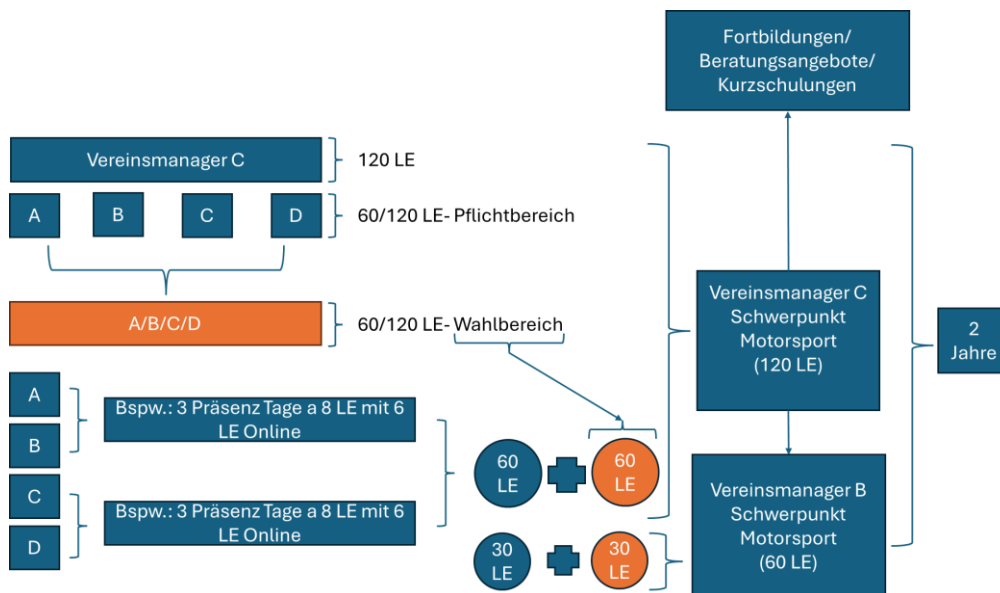 Fortbildungen/
Beratungsangebote/
Kurzschulungen
Vereinsmanager C
120 LE
A
B
C
D
60/120 LE- Pflichtbereich
A/B/C/D
60/120 LE- Wahlbereich
Vereinsmanager C
Schwerpunkt
Motorsport
(120 LE)
2
Jahre
A
B
Bspw.: 3 Präsenz Tage a 8 LE mit 6
LE Online
C
D
Bspw.: 3 Präsenz Tage a 8 LE mit 6
LE Online
60
LE
60
LE
30
LE
30
LE
Vereinsmanager B
Schwerpunkt
Motorsport
(60 LE)